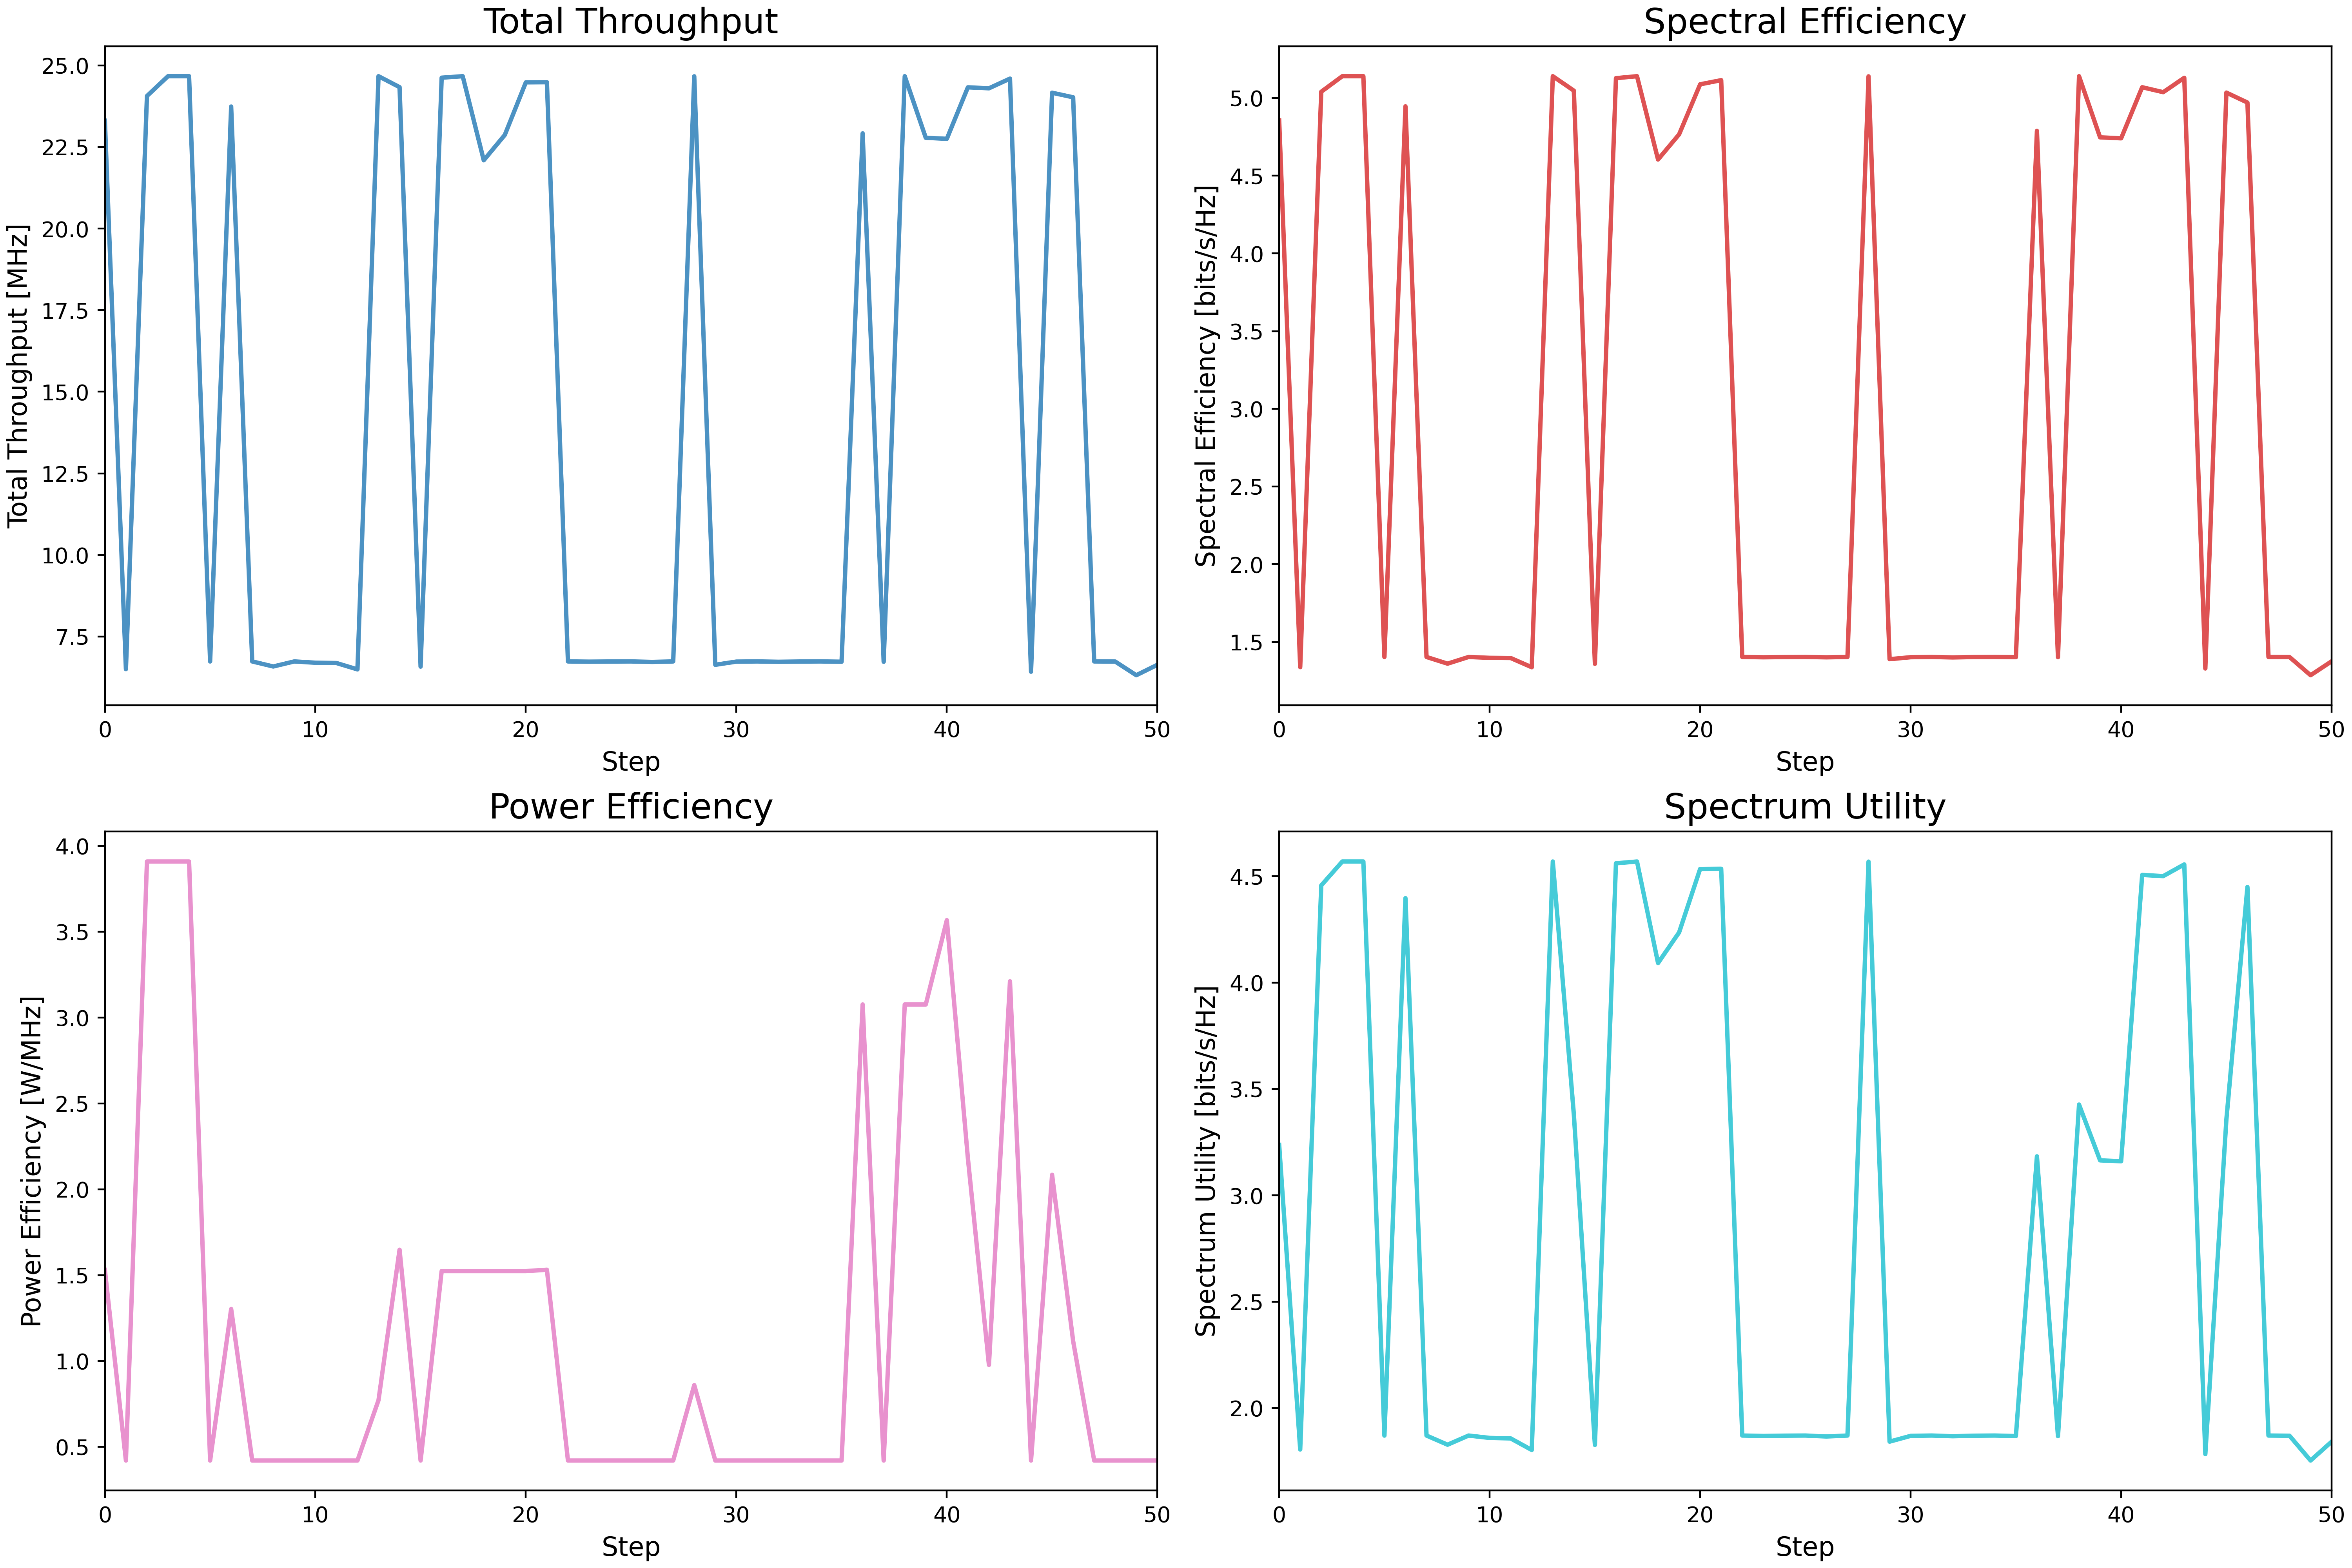 Total Throughput
Total Throughput [MHz]
25.0
22.5
20.0
17.5
15.0
12.5
10.0
7.5
0 10 20 30 40 50
Step
Spectral Efficiency
Spectral Efficiency [bits/s/Hz]
5.0
4.5
4.0
3.5
3.0
2.5
2.0
1.5
0 10 20 30 40 50
Step
Power Efficiency
Power Efficiency [W/MHz]
4.0
3.5
3.0
2.5
2.0
1.5
1.0
0.5
0 10 20 30 40 50
Step
Spectrum Utility
Spectrum Utility [bits/s/Hz]
4.5
4.0
3.5
3.0
2.5
2.0
0 10 20 30 40 50
Step